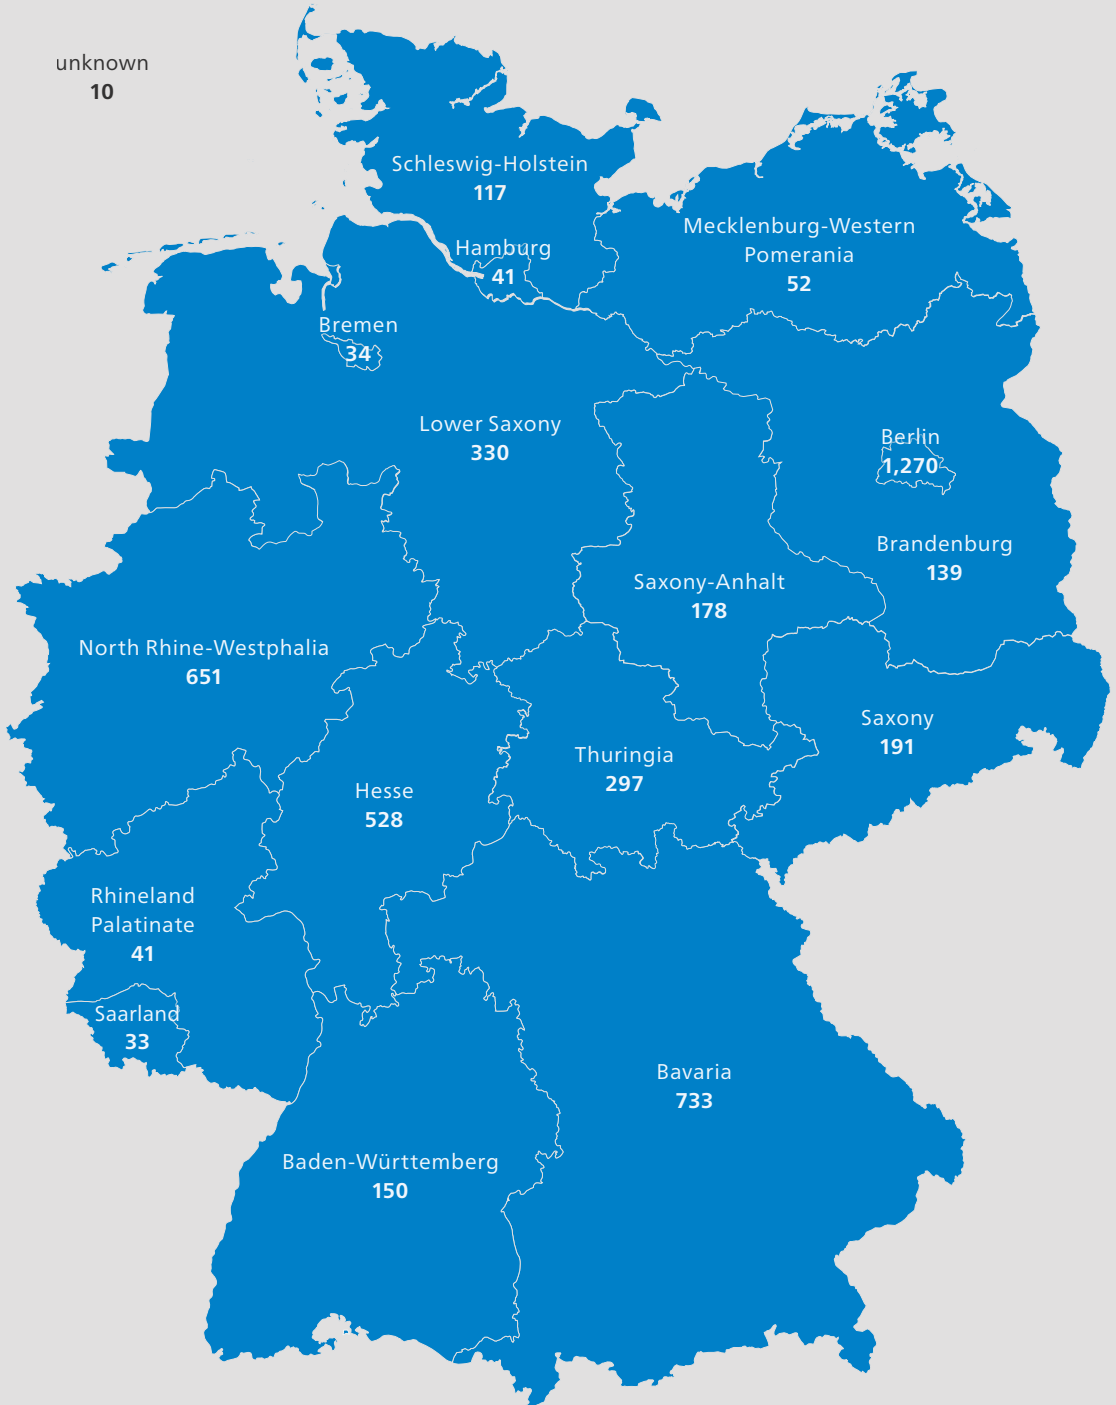 unknown
10
Schleswig-Holstein
117
Mecklenburg-Western
Pomerania
52
Hamburg
41
Bremen
34
Lower Saxony
330
Berlin
1,270
Brandenburg
139
Saxony-Anhalt
178
North Rhine-Westphalia
651
Saxony
191
Thuringia
297
Hesse
528
Rhineland
Palatinate
41
Saarland
33
Bavaria
733
Baden-Württemberg
150